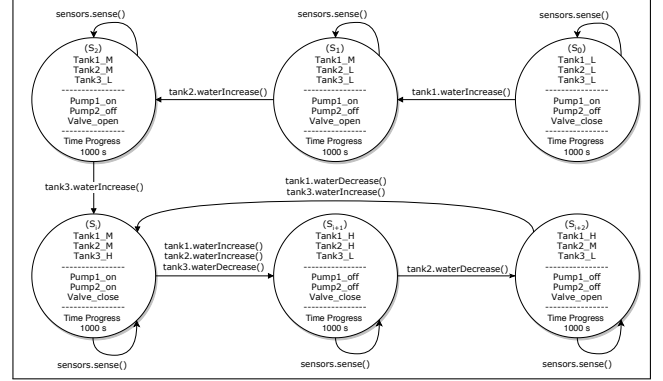 sensors.sense()
sensors.sense()
sensors.sense()
(S2)
Tank1_M
Tank2_M
Tank3_L
--------------
Pump1_on
Pump2_off
Valve_open
--------------
Time Progress
1000 s
tank2.waterIncrease()
(S1)
Tank1_M
Tank2_L
Tank3_L
--------------
Pump1_on
Pump2_off
Valve_open
--------------
Time Progress
1000 s
tank1.waterIncrease()
(S0)
Tank1_L
Tank2_L
Tank3_L
--------------
Pump1_on
Pump2_off
Valve_close
--------------
Time Progress
1000 s
tank3.waterIncrease()
tank1.waterDecrease()
tank3.waterIncrease()
(Si)
Tank1_M
Tank2_M
Tank3_H
--------------
Pump1_on
Pump2_on
Valve_close
--------------
Time Progress
1000 s
tank1.waterIncrease()
tank2.waterIncrease()
tank3.waterDecrease()
(Si+1)
Tank1_H
Tank2_H
Tank3_L
--------------
Pump1_off
Pump2_off
Valve_close
--------------
Time Progress
1000 s
tank2.waterDecrease()
(Si+2)
Tank1_H
Tank2_M
Tank3_L
--------------
Pump1_off
Pump2_off
Valve_open
--------------
Time Progress
1000 s
sensors.sense()
sensors.sense()
sensors.sense()